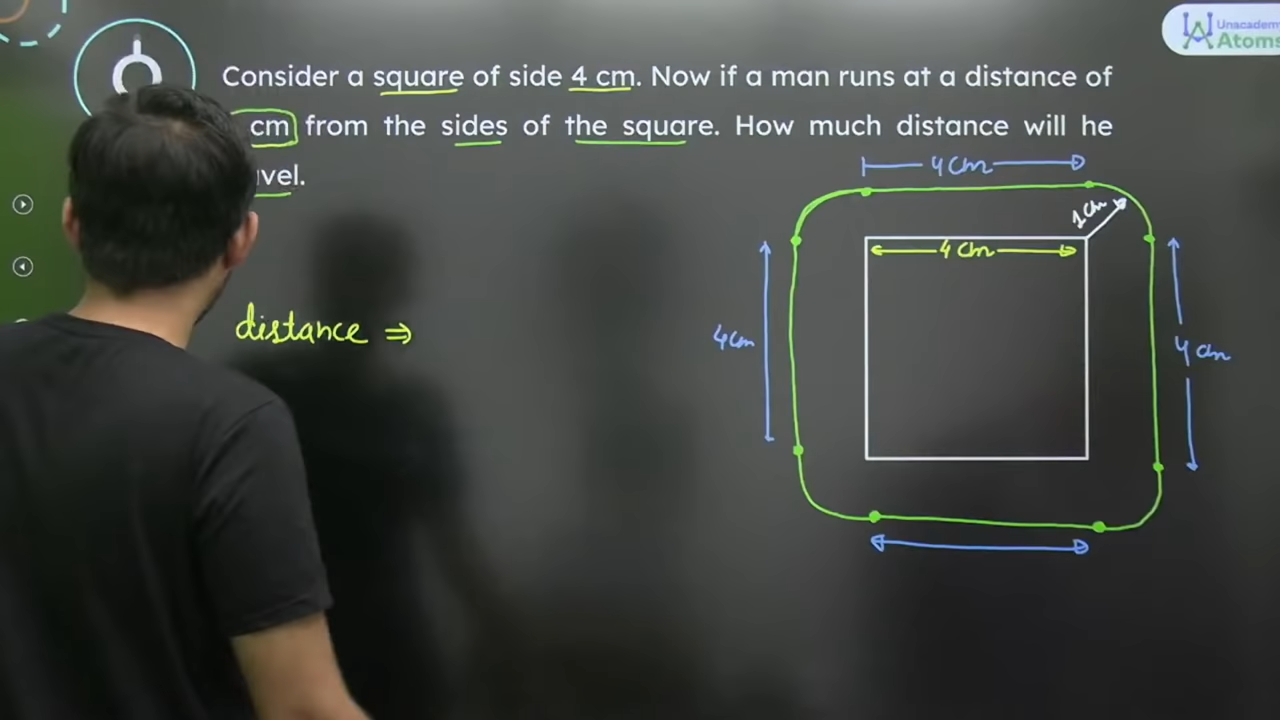 Unacademy
Atoms
Consider a square of side 4 cm. Now if a man runs at a distance of
cm from the sides of the square. How much distance will he
4 cm
1 cm
4 cm
distance ⇒
4 cm
4 cm